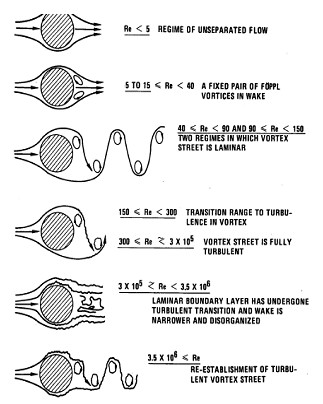 Re < 5 REGIME OF UNSEPARATED FLOW
5 TO 15 ≤ Re < 40 A FIXED PAIR OF FÖPPL
VORTICES IN WAKE
40 ≤ Re < 90 AND 90 ≤ Re < 150
TWO REGIMES IN WHICH VORTEX
STREET IS LAMINAR
150 ≤ Re < 300 TRANSITION RANGE TO TURBU-
LENCE IN VORTEX
300 ≤ Re ≷ 3 X 10⁵ VORTEX STREET IS FULLY
TURBULENT
3 X 10⁵ ≷ Re < 3.5 X 10⁶
LAMINAR BOUNDARY LAYER HAS UNDERGONE
TURBULENT TRANSITION AND WAKE IS
NARROWER AND DISORGANIZED
3.5 X 10⁶ ≤ Re
RE-ESTABLISHMENT OF TURBU-
LENT VORTEX STREET